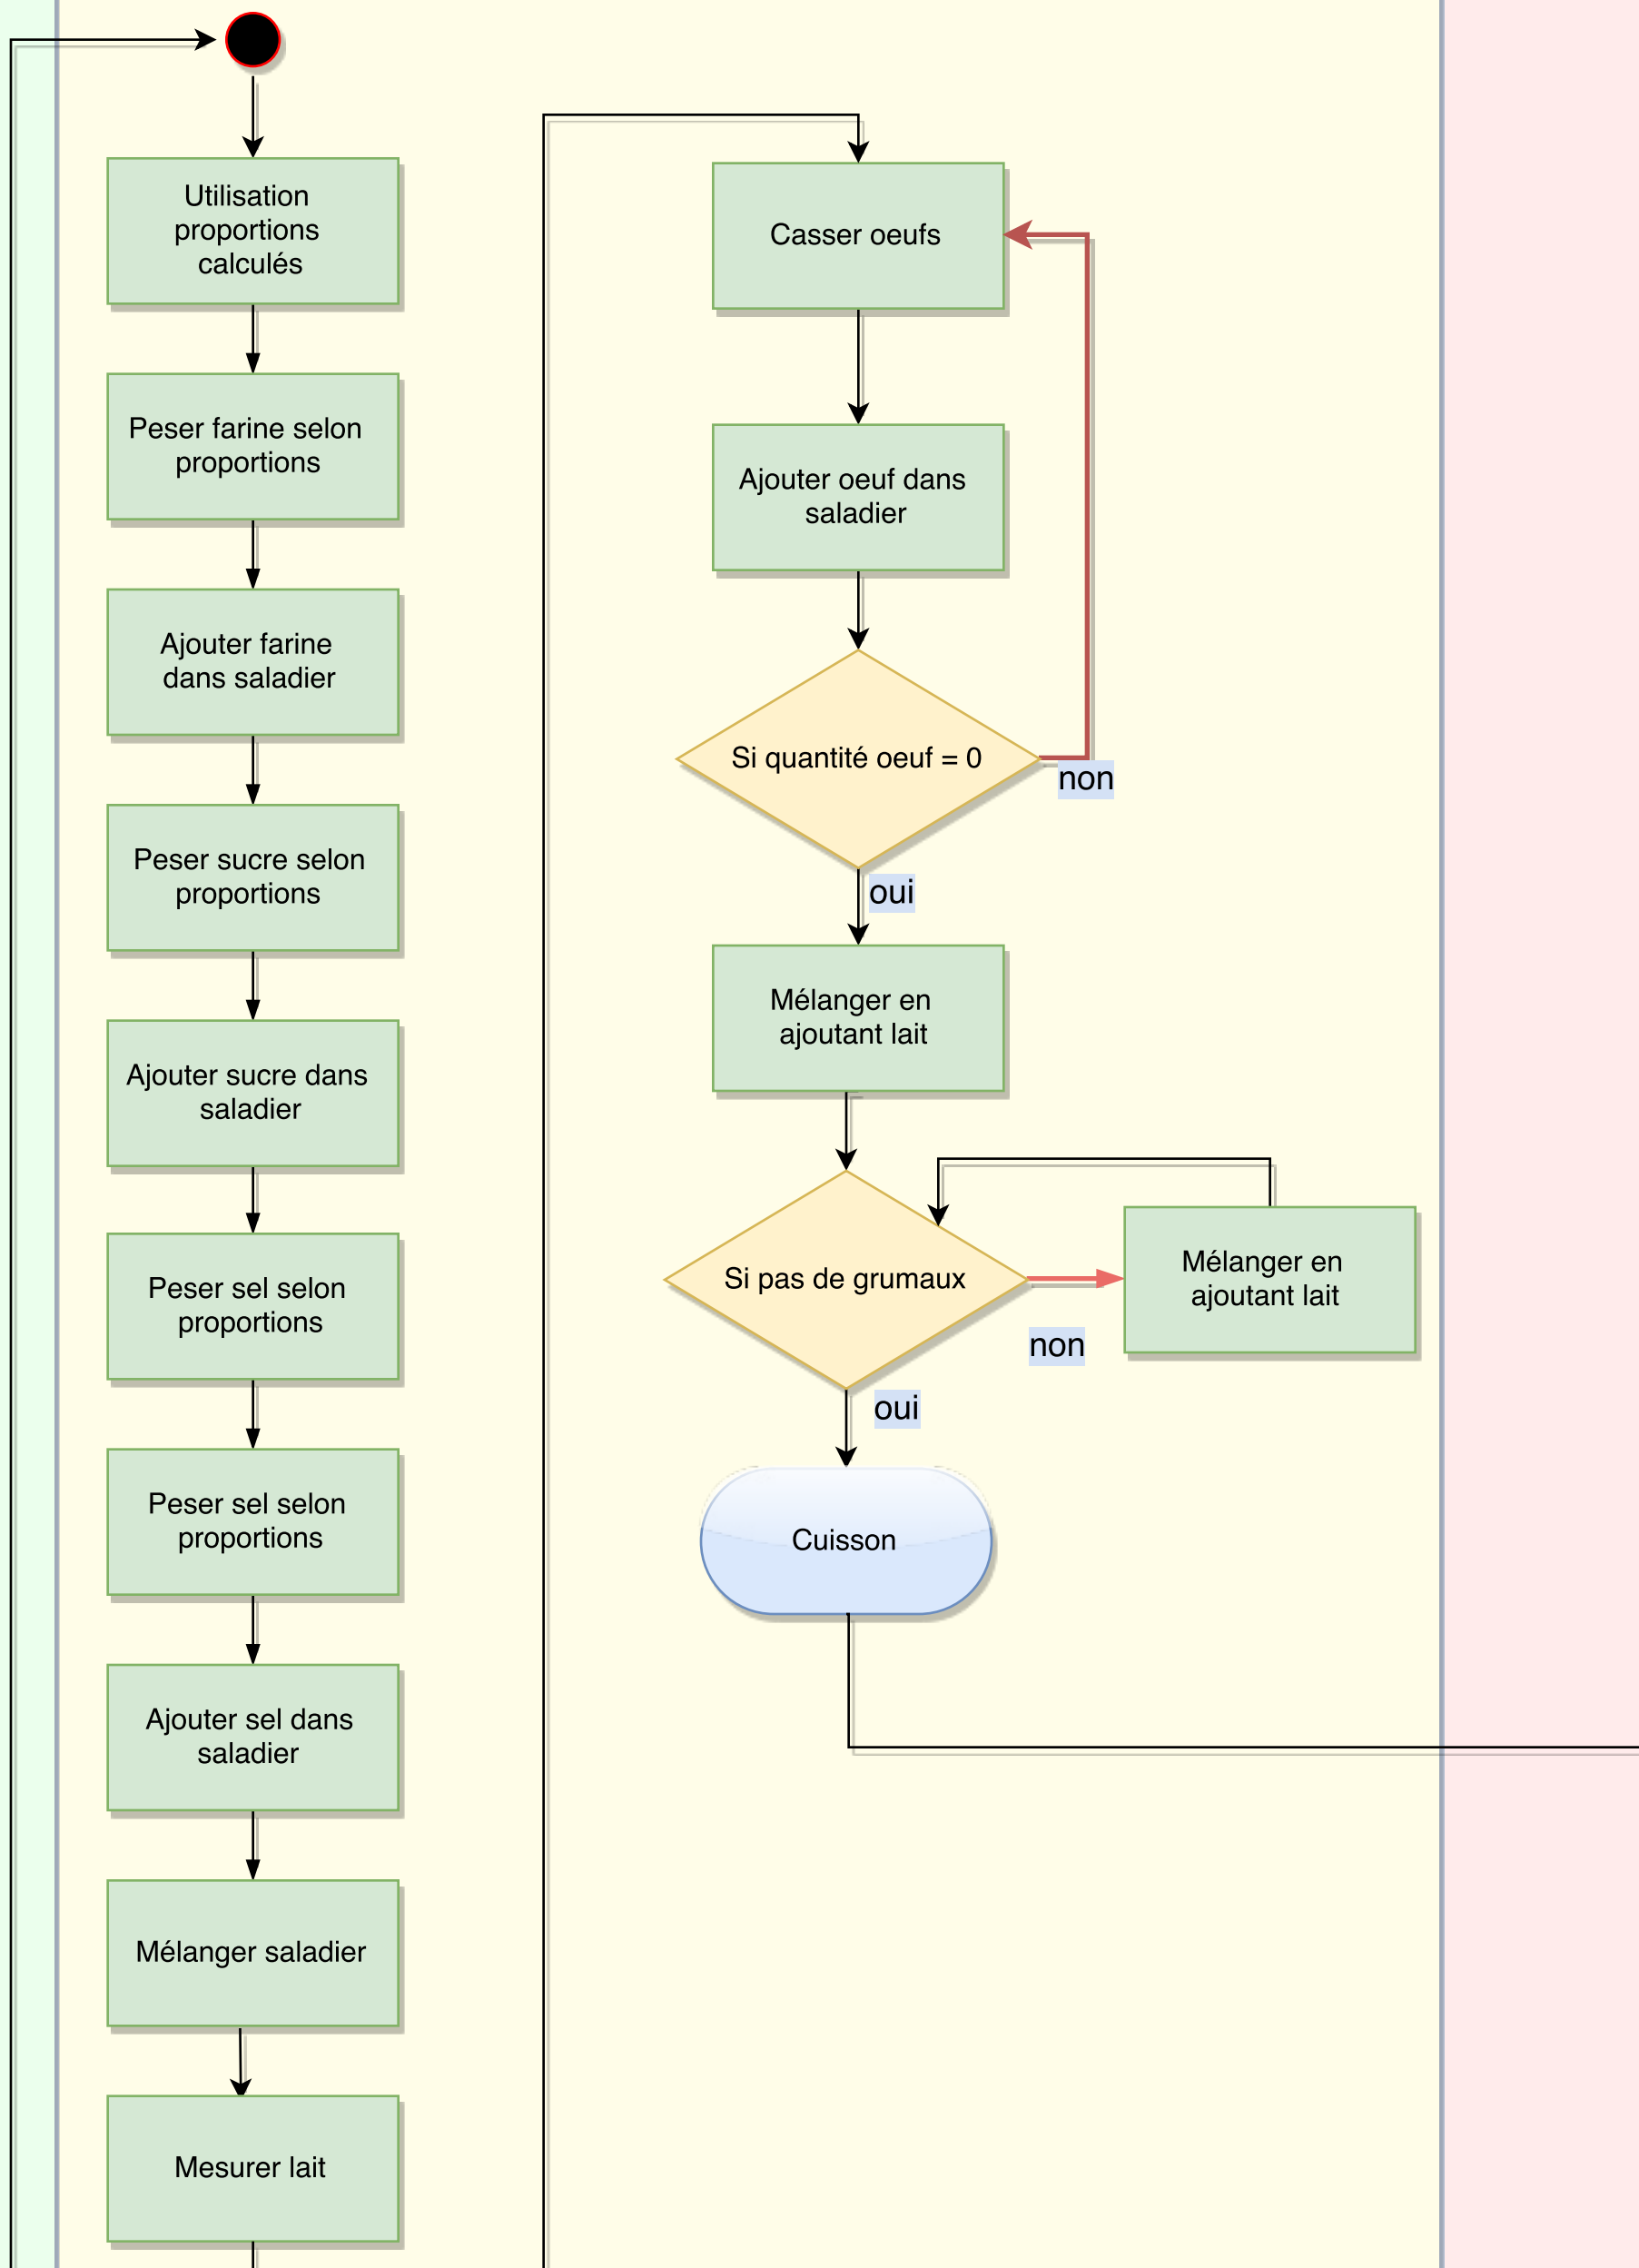 Utilisation
proportions
calculés
Peser farine selon
proportions
Ajouter farine
dans saladier
Peser sucre selon
proportions
Ajouter sucre dans
saladier
Peser sel selon
proportions
Peser sel selon
proportions
Ajouter sel dans
saladier
Mélanger saladier
Mesurer lait
Casser oeufs
Ajouter oeuf dans
saladier
Si quantité oeuf = 0
non
oui
Mélanger en
ajoutant lait
Si pas de grumaux
non
Mélanger en
ajoutant lait
oui
Cuisson